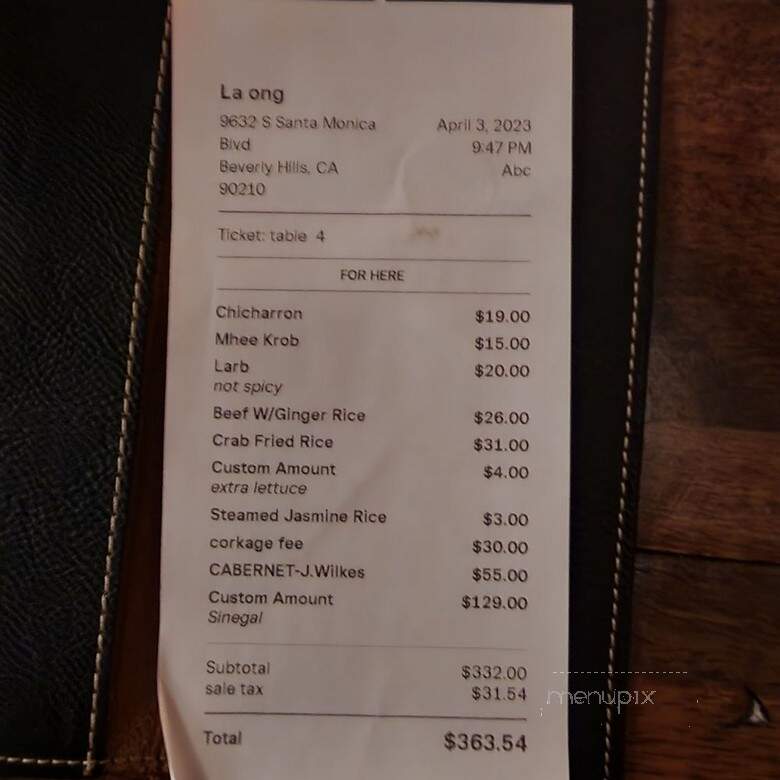 La ong
9632 S Santa Monica April 3, 2023
Blvd 9:47 PM
Beverly Hills, CA Abc
90210
Ticket: table 4
FOR HERE
Chicharron $19.00
Mhee Krob $15.00
Larb $20.00
not spicy
Beef W/Ginger Rice $26.00
Crab Fried Rice $31.00
Custom Amount $4.00
extra lettuce
Steamed Jasmine Rice $3.00
corkage fee $30.00
CABERNET-J.Wilkes $55.00
Custom Amount $129.00
Sinegal
Subtotal $332.00
sale tax $31.54
Total $363.54
menupix